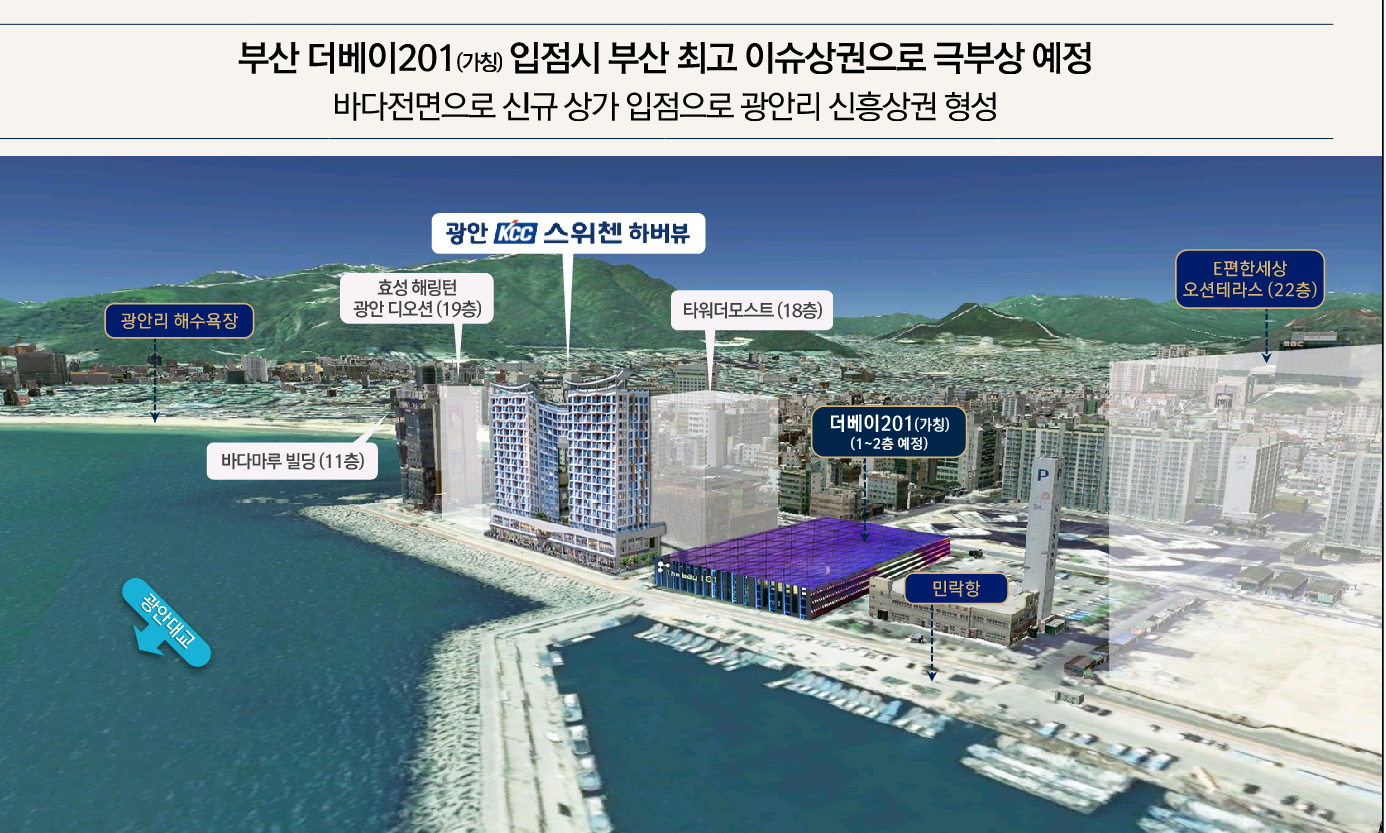 부산 더베이201(가칭) 입점시 부산 최고 이슈상권으로 극부상 예정
바다전면으로 신규 상가 입점으로 광안리 신흥상권 형성
광안 KCC 스위첸 하버뷰
E편한세상
오션테라스 (22층)
효성 해링턴
광안 디오션 (19층)
타워더모스트 (18층)
광안리 해수욕장
더베이201(가칭)
(1~2층 예정)
바다마루 빌딩 (11층)
P
민락항
광안대교